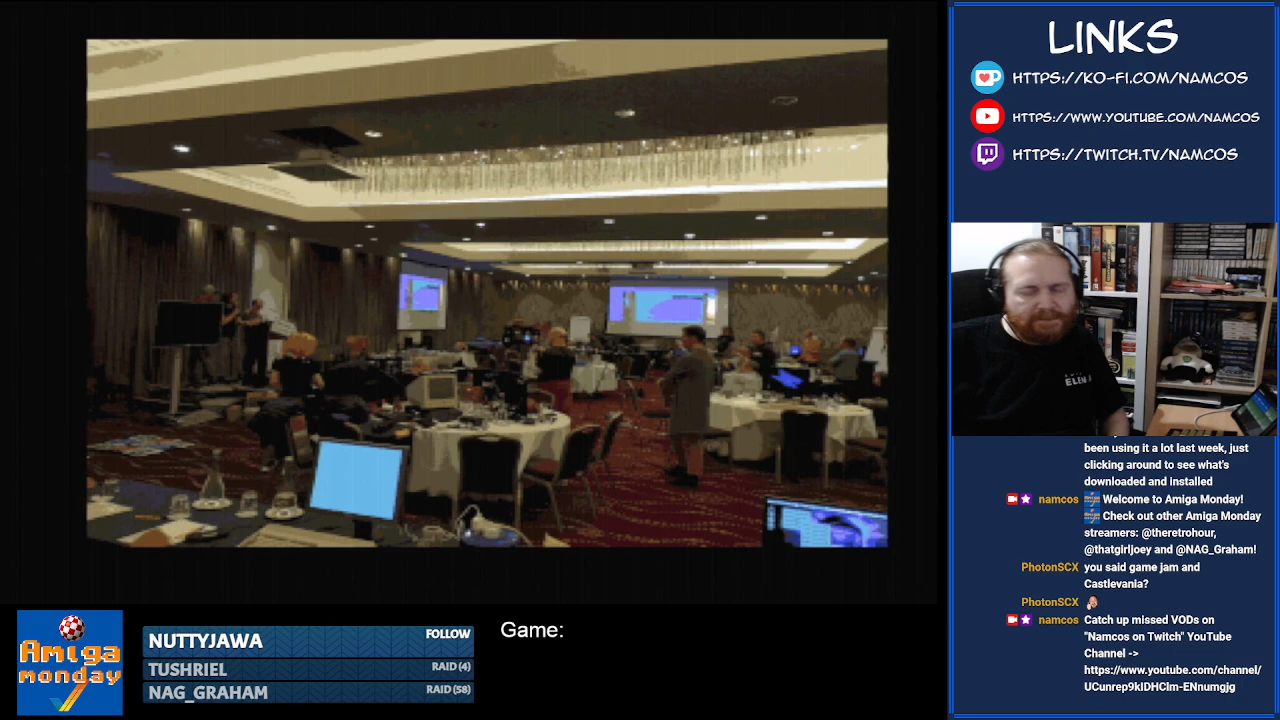 LINKS
HTTPS://KO-FI.COM/NAMCOS
HTTPS://WWW.YOUTUBE.COM/NAMCOS
HTTPS://TWITCH.TV/NAMCOS
ELEN
been using it a lot last week, just
clicking around to see what's
downloaded and installed
namcos Welcome to Amiga Monday!
Check out other Amiga Monday
streamers: @theretrohour,
@thatgirljoey and @NAG_Graham!
PhotonSCX you said game jam and
Castlevania?
PhotonSCX
namcos Catch up missed VODs on
"Namcos on Twitch" YouTube
Channel ->
https://www.youtube.com/channel/
UCunrep9kIDHClm-ENnumgjg
Amiga
monday
NUTTYJAWA FOLLOW
TUSHRIEL RAID (4)
NAG_GRAHAM RAID (58)
Game: